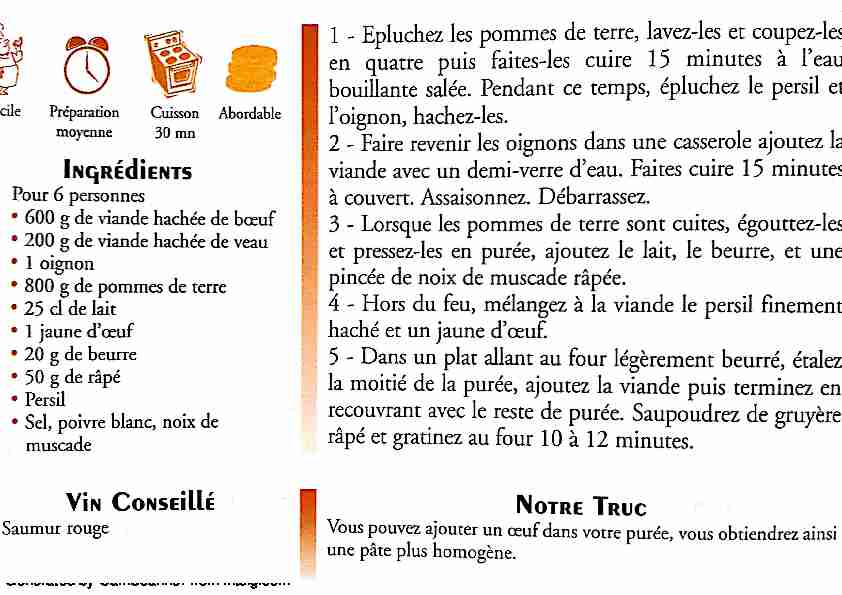 cile
Préparation
moyenne
Cuisson
30 mn
Abordable
Ingrédients
Pour 6 personnes
• 600 g de viande hachée de bœuf
• 200 g de viande hachée de veau
• 1 oignon
• 800 g de pommes de terre
• 25 cl de lait
• 1 jaune d'œuf
• 20 g de beurre
• 50 g de râpé
• Persil
• Sel, poivre blanc, noix de
muscade
Vin Conseillé
Saumur rouge
1 - Epluchez les pommes de terre, lavez-les et coupez-les
en quatre puis faites-les cuire 15 minutes à l'eau
bouillante salée. Pendant ce temps, épluchez le persil et
l'oignon, hachez-les.
2 - Faire revenir les oignons dans une casserole ajoutez la
viande avec un demi-verre d'eau. Faites cuire 15 minutes
à couvert. Assaisonnez. Débarrassez.
3 - Lorsque les pommes de terre sont cuites, égouttez-les
et pressez-les en purée, ajoutez le lait, le beurre, et une
pincée de noix de muscade râpée.
4 - Hors du feu, mélangez à la viande le persil finement
haché et un jaune d'œuf.
5 - Dans un plat allant au four légèrement beurré, étalez
la moitié de la purée, ajoutez la viande puis terminez en
recouvrant avec le reste de purée. Saupoudrez de gruyère
râpé et gratinez au four 10 à 12 minutes.
Notre Truc
Vous pouvez ajouter un œuf dans votre purée, vous obtiendrez ainsi
une pâte plus homogène.